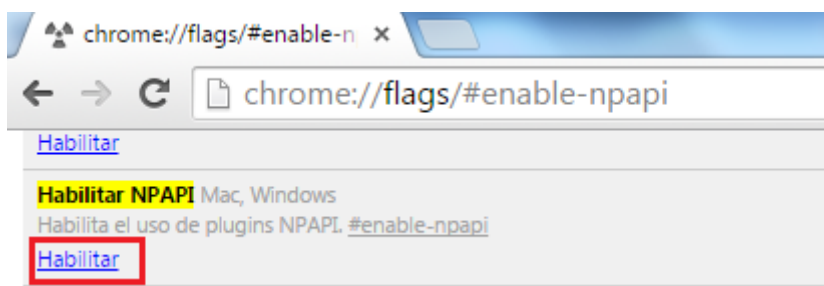 chrome://flags/#enable-n
chrome://flags/#enable-npapi
Habilitar
Habilitar NPAPI Mac, Windows
Habilita el uso de plugins NPAPI. #enable-npapi
Habilitar